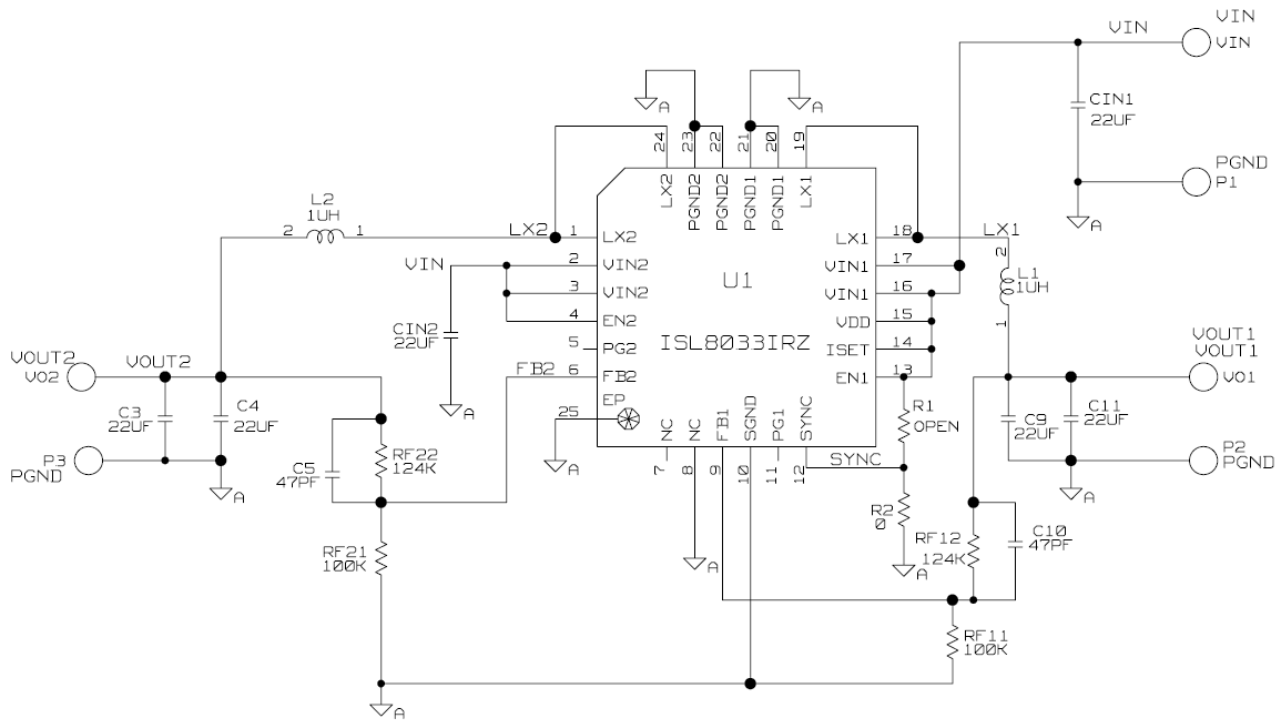 VIN
VIN
VIN
CIN1
22UF
PGND
P1
A
A
A
24
23
22
21
20
19
LX2
PGND2
PGND2
PGND1
PGND1
LX1
L2
1UH
2
1
LX2
1
LX2
LX1
18
LX1
2
L1
1UH
1
VIN
2
VIN2
VIN1
17
U1
3
VIN2
VIN1
16
CIN2
22UF
4
EN2
VDD
15
ISL8033IRZ
5
PG2
ISET
14
FB2
6
FB2
EN1
13
EP
25
A
A
VOUT2
VO2
VOUT2
C3
22UF
C4
22UF
P3
PGND
A
C5
47PF
RF22
124K
RF21
100K
NC
NC
FB1
SGND
PG1
SYNC
7
8
9
10
11
12
SYNC
R1
OPEN
R2
0
A
A
VOUT1
VOUT1
VO1
C9
22UF
C11
22UF
P2
PGND
A
RF12
124K
C10
47PF
RF11
100K
A